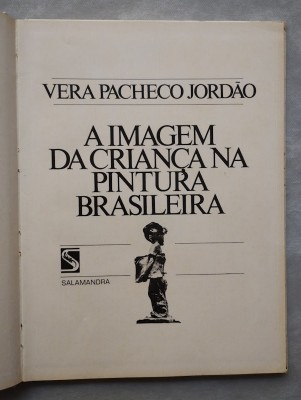 VERA PACHECO JORDÃO
A IMAGEM
DA CRIANÇA NA
PINTURA
BRASILEIRA
SALAMANDRA